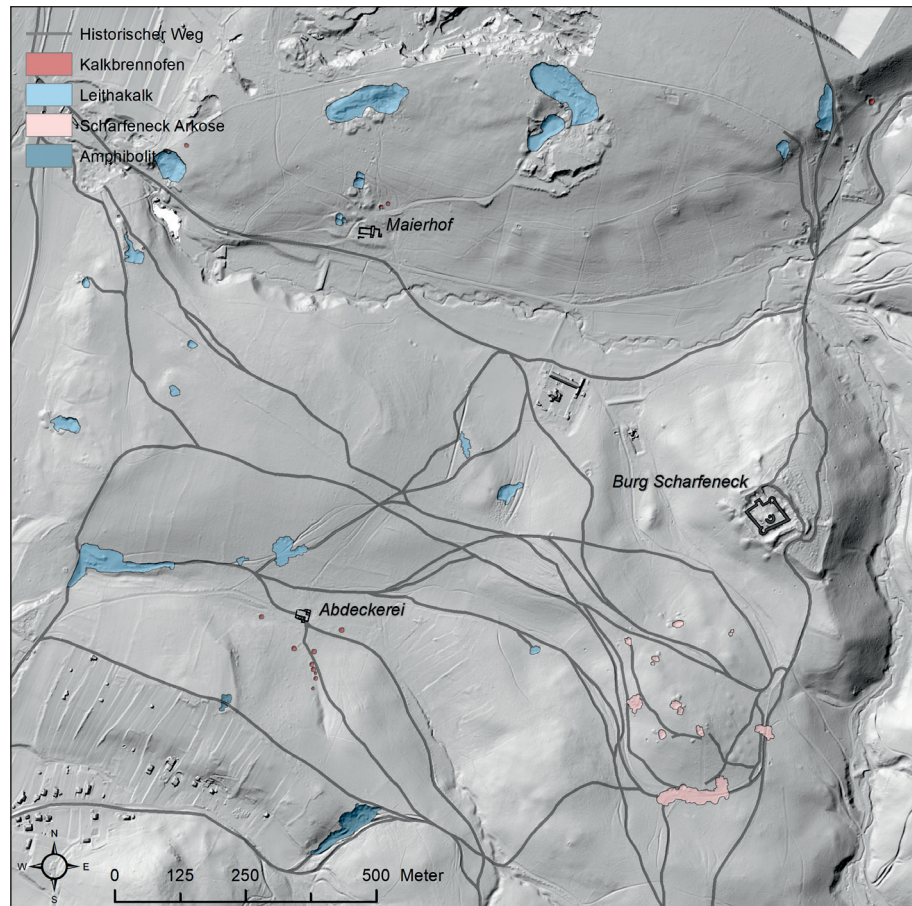 Historischer Weg
Kalkbrennofen
Leithakalk
Scharfeneck Arkose
Amphibolit
Maierhof
Burg Scharfeneck
Abdeckerei
N
W E
S
0 125 250 500 Meter